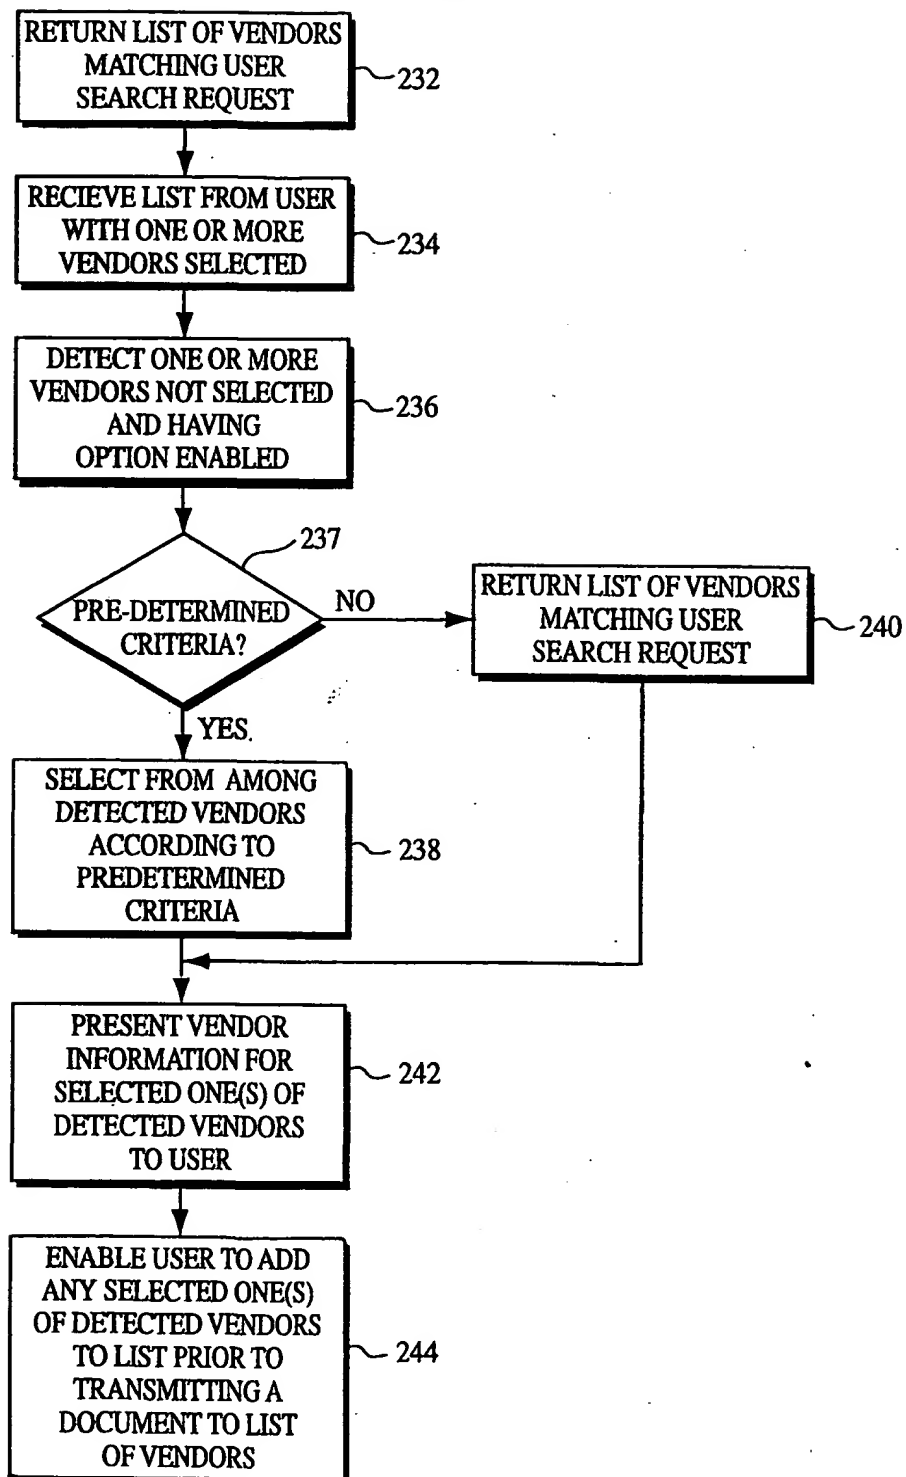 RETURN LIST OF VENDORS
MATCHING USER
SEARCH REQUEST
232
RECIEVE LIST FROM USER
WITH ONE OR MORE
VENDORS SELECTED
234
DETECT ONE OR MORE
VENDORS NOT SELECTED
AND HAVING
OPTION ENABLED
236
237
PRE-DETERMINED
CRITERIA?
NO
RETURN LIST OF VENDORS
MATCHING USER
SEARCH REQUEST
240
YES.
SELECT FROM AMONG
DETECTED VENDORS
ACCORDING TO
PREDETERMINED
CRITERIA
238
PRESENT VENDOR
INFORMATION FOR
SELECTED ONE(S) OF
DETECTED VENDORS
TO USER
242
ENABLE USER TO ADD
ANY SELECTED ONE(S)
OF DETECTED VENDORS
TO LIST PRIOR TO
TRANSMITTING A
DOCUMENT TO LIST
OF VENDORS
244